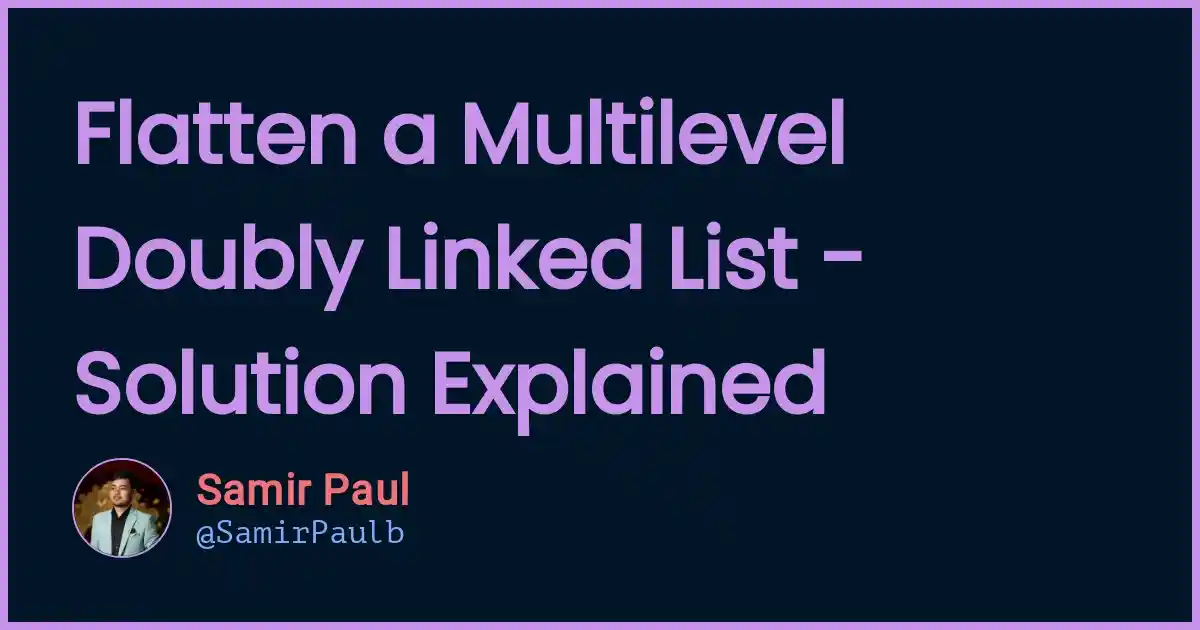 Flatten a Multilevel
Doubly Linked List -
Solution Explained
Samir Paul
@SamirPaulb